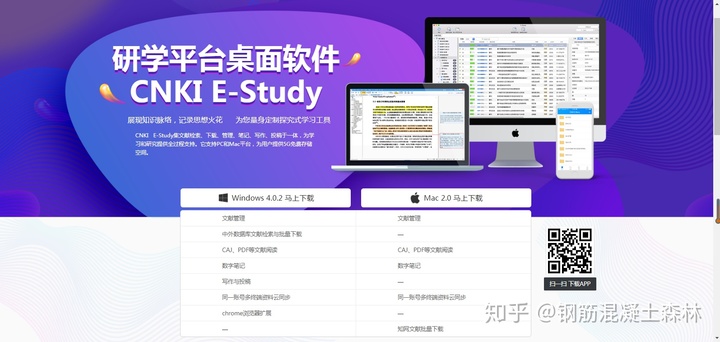 研学平台桌面软件
CNKI E-Study
展现知识脉络，记录思想火花 为您量身定制探究式学习工具
CNKI E-Study集文献检索、下载、管理、笔记、写作、投稿于一体，为学
习和研究提供全过程支持。它支持PC和Mac平台，为用户提供5G免费存储
空间。
Windows 4.0.2 马上下载
Mac 2.0 马上下载
文献管理 文献管理
中外数据库文献检索与批量下载 —
CAJ、PDF等文献阅读 CAJ、PDF等文献阅读
数字笔记 数字笔记
写作与投稿 —
同一账号多终端资料云同步 同一账号多终端资料云同步
chrome浏览器扩展 —
— 知网文献批量下载
扫一扫 下载APP
知乎 @钢筋混凝土森林